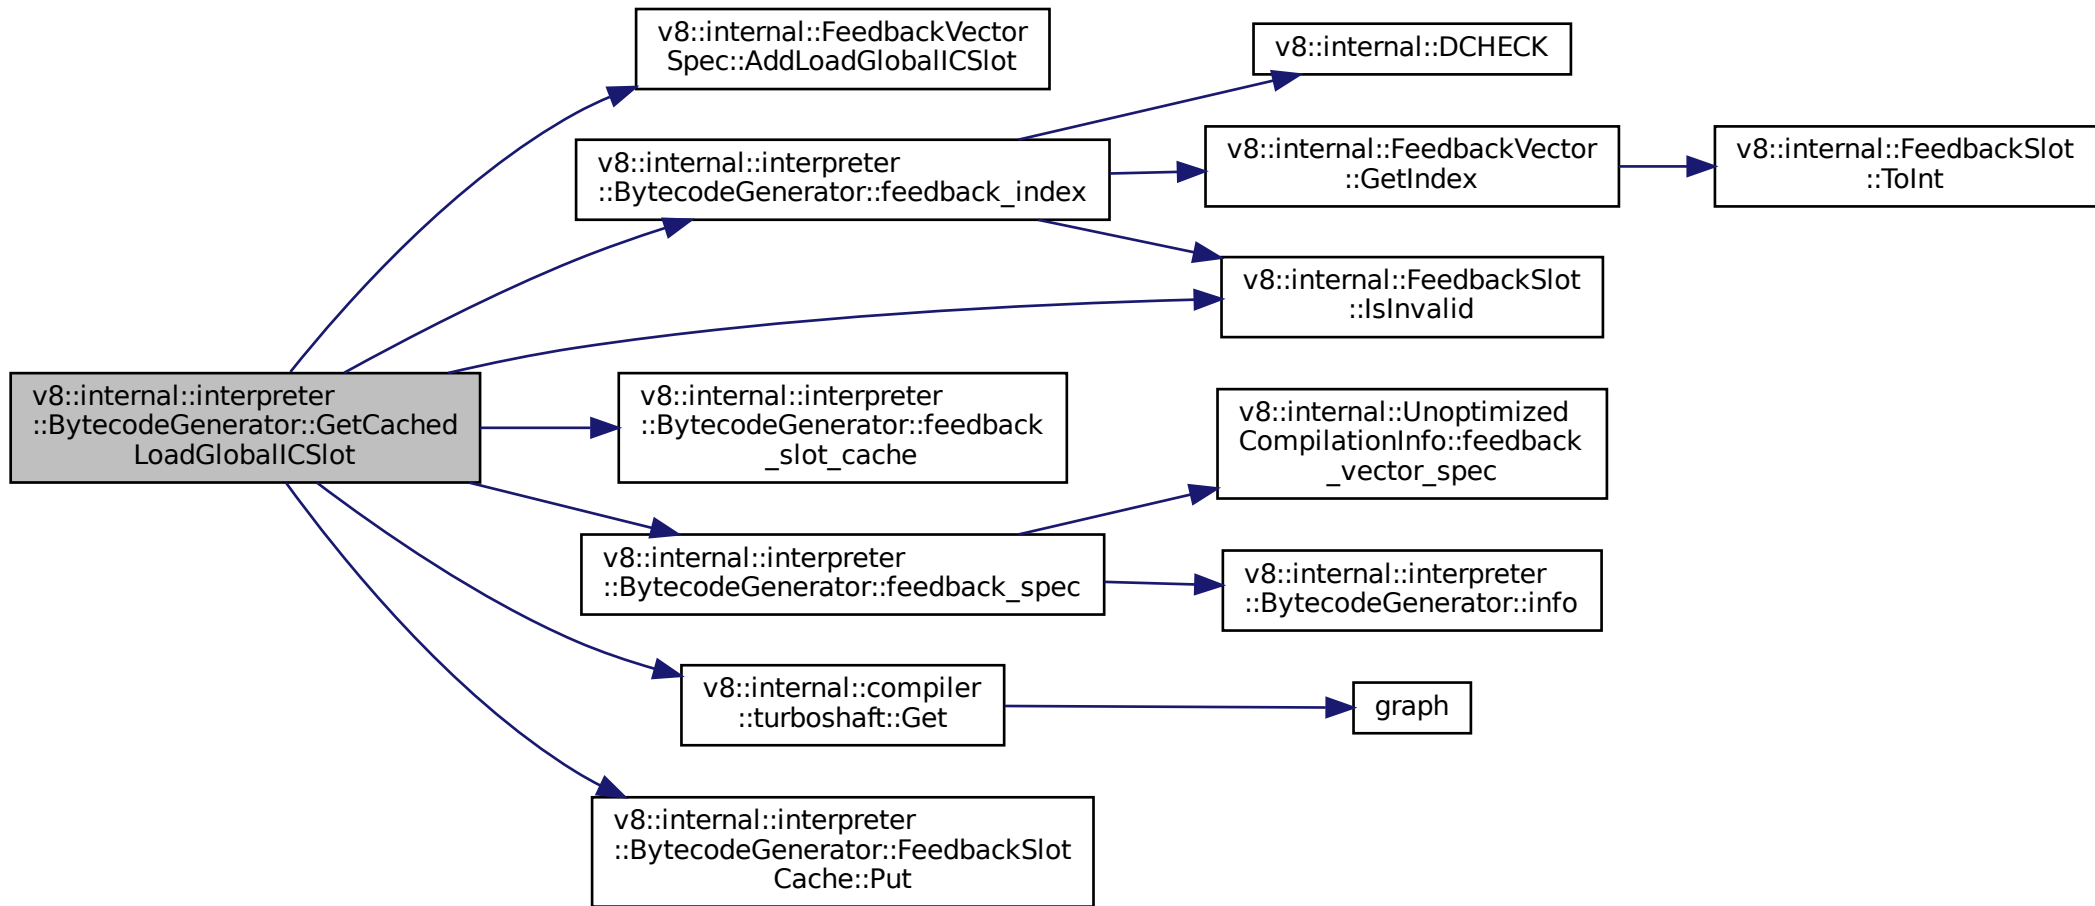 v8::internal::FeedbackVector
Spec::AddLoadGlobalICSlot
v8::internal::DCHECK
v8::internal::interpreter
::BytecodeGenerator::feedback_index
v8::internal::FeedbackVector
::GetIndex
v8::internal::FeedbackSlot
::ToInt
v8::internal::FeedbackSlot
::IsInvalid
v8::internal::interpreter
::BytecodeGenerator::GetCached
LoadGlobalICSlot
v8::internal::interpreter
::BytecodeGenerator::feedback
_slot_cache
v8::internal::Unoptimized
CompilationInfo::feedback
_vector_spec
v8::internal::interpreter
::BytecodeGenerator::feedback_spec
v8::internal::interpreter
::BytecodeGenerator::info
v8::internal::compiler
::turboshaft::Get
graph
v8::internal::interpreter
::BytecodeGenerator::FeedbackSlot
Cache::Put